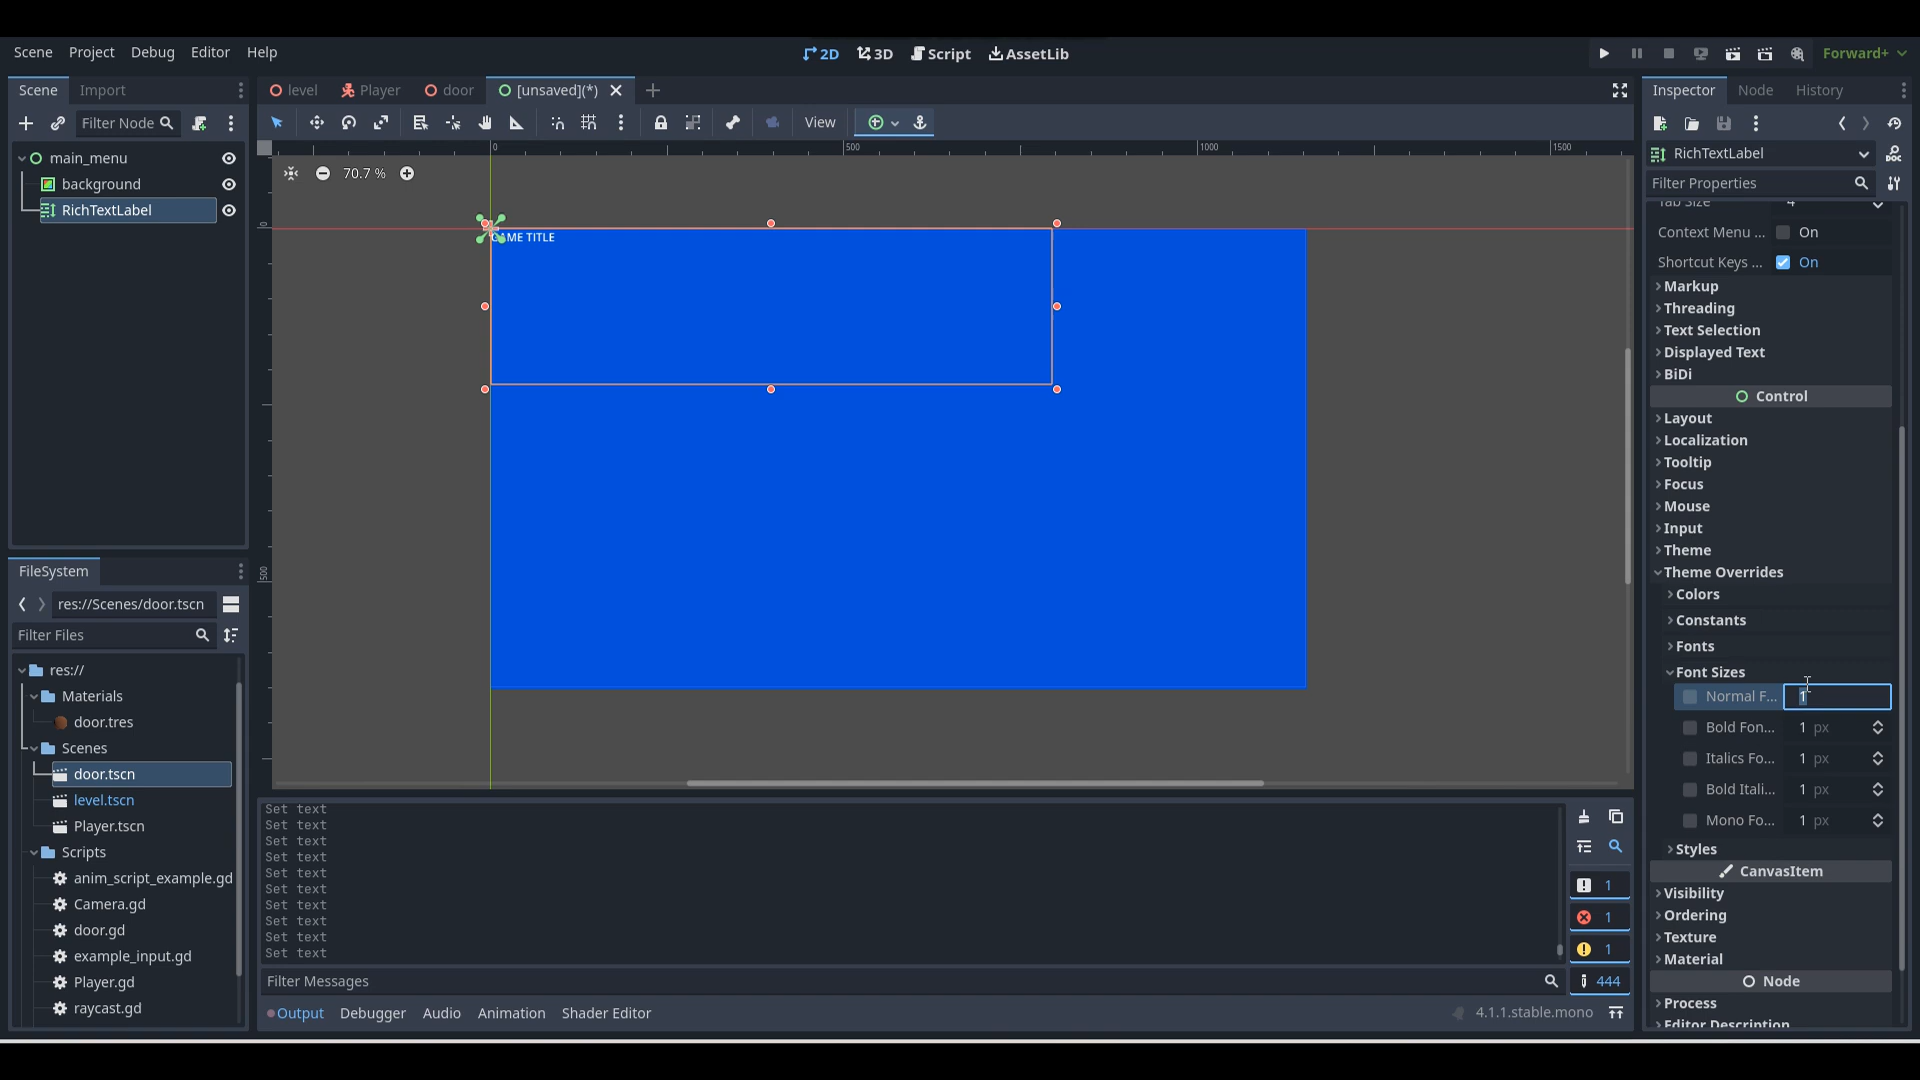 Scene Project Debug Editor Help
2D 3D Script AssetLib
Forward+
Scene Import
level Player door [unsaved](*)
Inspector Node History
Filter Node
View
main_menu
background
RichTextLabel
0 500 1000 1500
70.7 %
0
500
GAME TITLE
FileSystem
res://Scenes/door.tscn
Filter Files
res://
Materials
door.tres
Scenes
door.tscn
level.tscn
Player.tscn
Scripts
anim_script_example.gd
Camera.gd
door.gd
example_input.gd
Player.gd
raycast.gd
Set text
Set text
Set text
Set text
Set text
Set text
Set text
Set text
Set text
Set text
1
1
1
444
Filter Messages
Output Debugger Audio Animation Shader Editor
4.1.1.stable.mono
RichTextLabel
Filter Properties
Tab Size 4
Context Menu ... On
Shortcut Keys ... On
Markup
Threading
Text Selection
Displayed Text
BiDi
Control
Layout
Localization
Tooltip
Focus
Mouse
Input
Theme
Theme Overrides
Colors
Constants
Fonts
Font Sizes
Normal F... 1
Bold Fon... 1 px
Italics Fo... 1 px
Bold Itali... 1 px
Mono Fo... 1 px
Styles
CanvasItem
Visibility
Ordering
Texture
Material
Node
Process
Editor Description